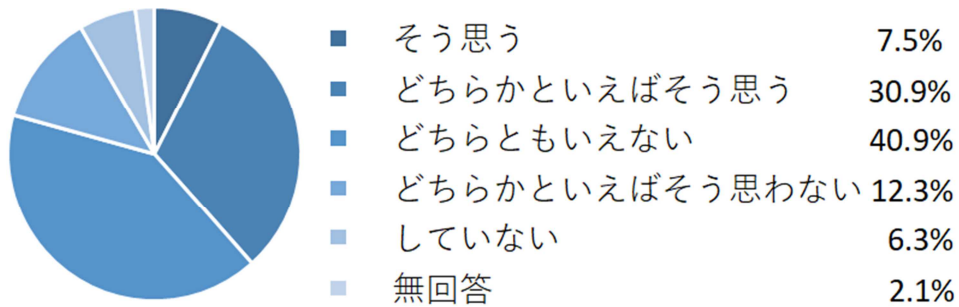 そう思う 7.5%
どちらかといえばそう思う 30.9%
どちらともいえない 40.9%
どちらかといえばそう思わない 12.3%
していない 6.3%
無回答 2.1%